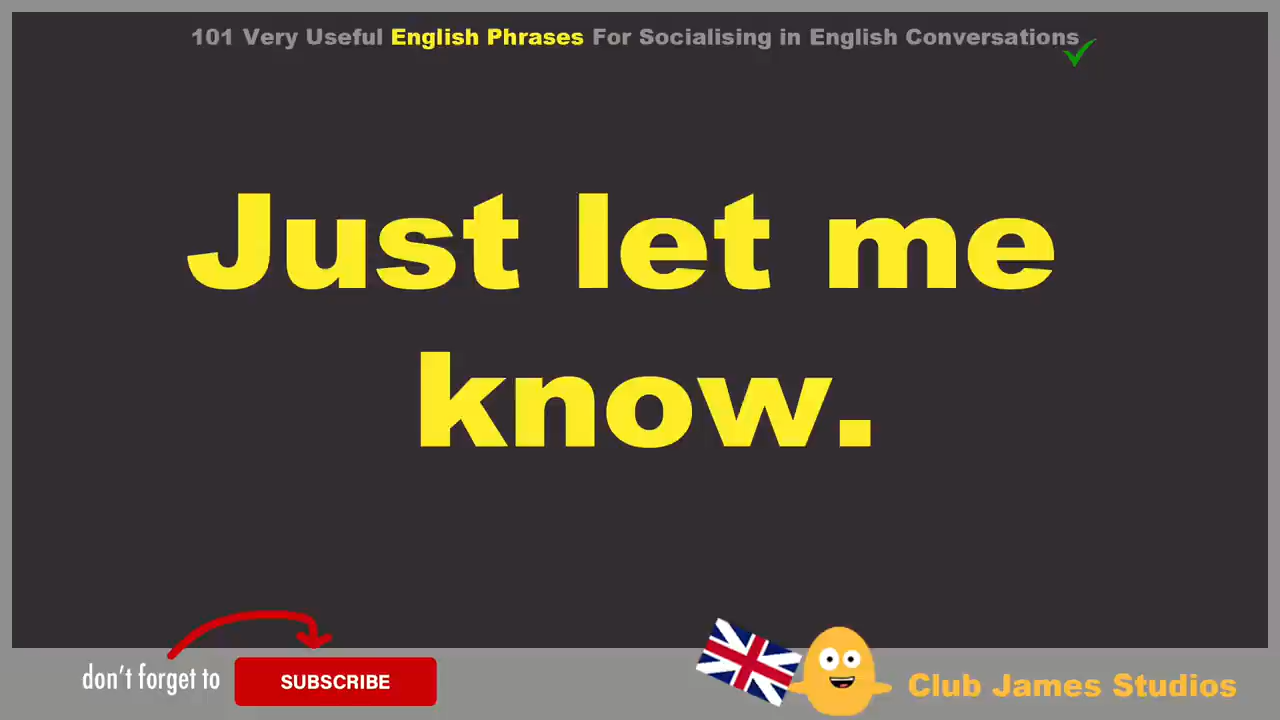 101 Very Useful English Phrases For Socialising in English Conversations
Just let me
know.
don't forget to
SUBSCRIBE
Club James Studios